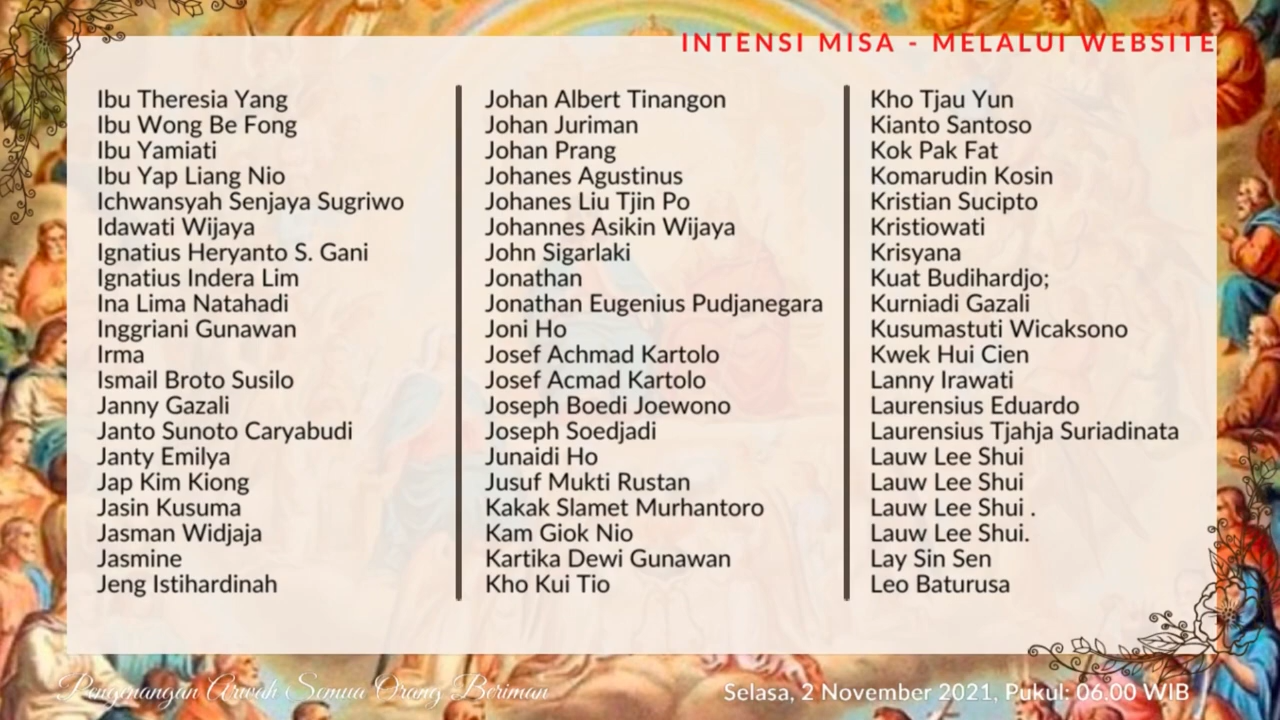 INTENSI MISA - MELALUI WEBSITE
Ibu Theresia Yang
Ibu Wong Be Fong
Ibu Yamiati
Ibu Yap Liang Nio
Ichwansyah Senjaya Sugriwo
Idawati Wijaya
Ignatius Heryanto S. Gani
Ignatius Indera Lim
Ina Lima Natahadi
Inggriani Gunawan
Irma
Ismail Broto Susilo
Janny Gazali
Janto Sunoto Caryabudi
Janty Emilya
Jap Kim Kiong
Jasin Kusuma
Jasman Widjaja
Jasmine
Jeng Istihardinah
Johan Albert Tinangon
Johan Juriman
Johan Prang
Johanes Agustinus
Johanes Liu Tjin Po
Johannes Asikin Wijaya
John Sigarlaki
Jonathan
Jonathan Eugenius Pudjanegara
Joni Ho
Josef Achmad Kartolo
Josef Acmad Kartolo
Joseph Boedi Joewono
Joseph Soedjadi
Junaidi Ho
Jusuf Mukti Rustan
Kakak Slamet Murhantoro
Kam Giok Nio
Kartika Dewi Gunawan
Kho Kui Tio
Kho Tjau Yun
Kianto Santoso
Kok Pak Fat
Komarudin Kosin
Kristian Sucipto
Kristiowati
Krisyana
Kuat Budihardjo;
Kurniadi Gazali
Kusumastuti Wicaksono
Kwek Hui Cien
Lanny Irawati
Laurensius Eduardo
Laurensius Tjahja Suriadinata
Lauw Lee Shui
Lauw Lee Shui
Lauw Lee Shui .
Lauw Lee Shui.
Lay Sin Sen
Leo Baturusa
Pengenangan Arwah Semua Orang Beriman
Selasa, 2 November 2021, Pukul: 06.00 WIB